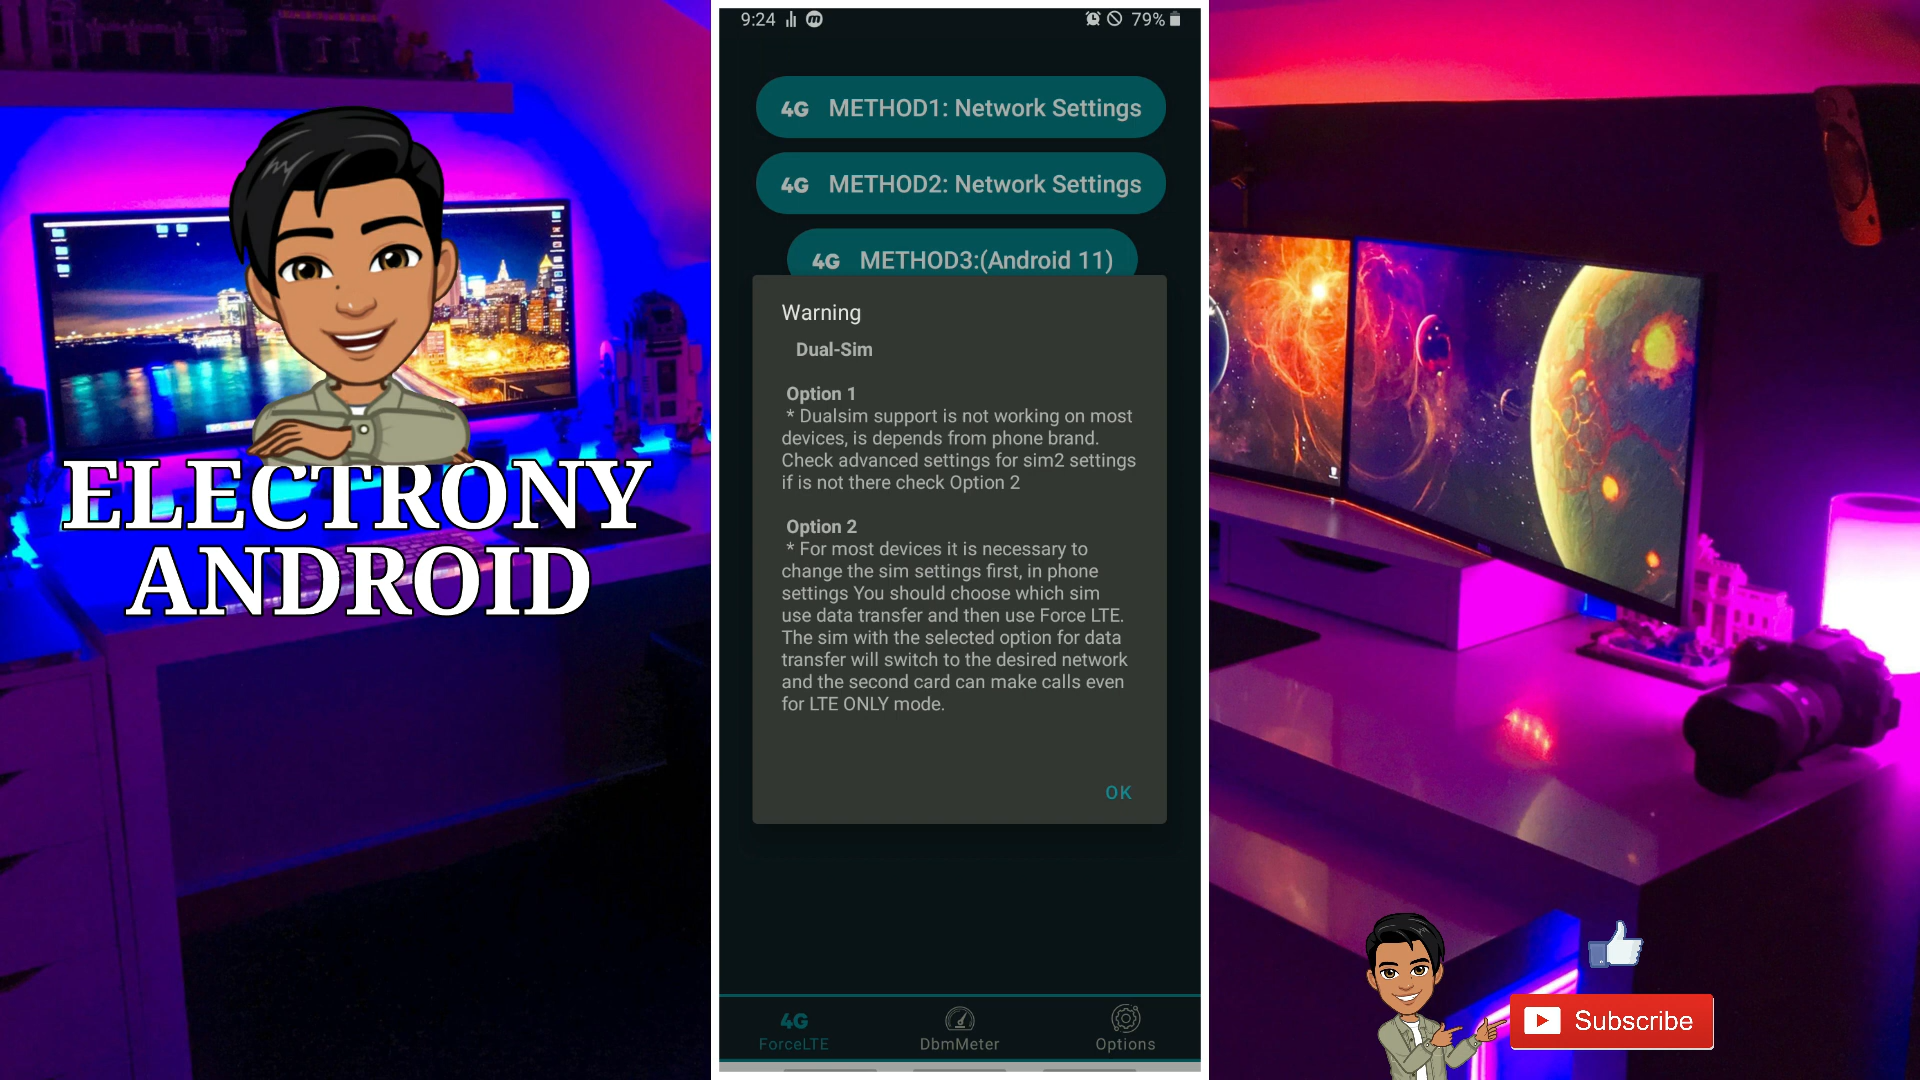 9:24
79%
4G METHOD1: Network Settings
4G METHOD2: Network Settings
4G METHOD3:(Android 11)
Warning
Dual-Sim
Option 1
* Dualsim support is not working on most
devices, is depends from phone brand.
Check advanced settings for sim2 settings
if is not there check Option 2
Option 2
* For most devices it is necessary to
change the sim settings first, in phone
settings You should choose which sim
use data transfer and then use Force LTE.
The sim with the selected option for data
transfer will switch to the desired network
and the second card can make calls even
for LTE ONLY mode.
OK
4G
ForceLTE
DbmMeter
Options
ELECTRONY
ANDROID
Subscribe